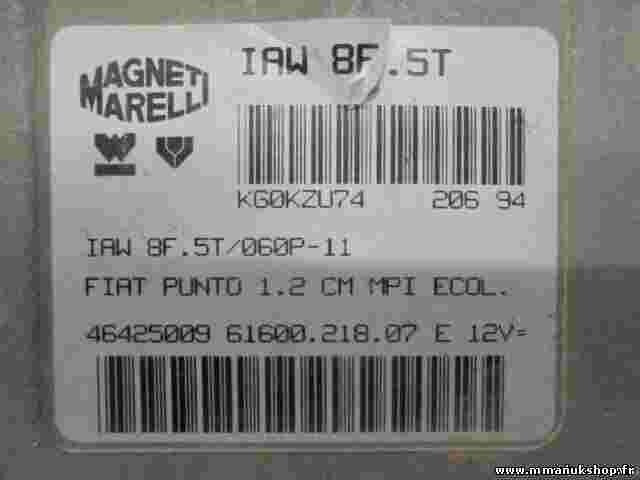 MAGNETI
MARELLI
IAW 8F.5T
KG0KZU74 206 94
IAW 8F.5T/060P-11
FIAT PUNTO 1.2 CM MPI ECOL.
46425009 61600.218.07 E 12V=
www.mmariukshop.fr